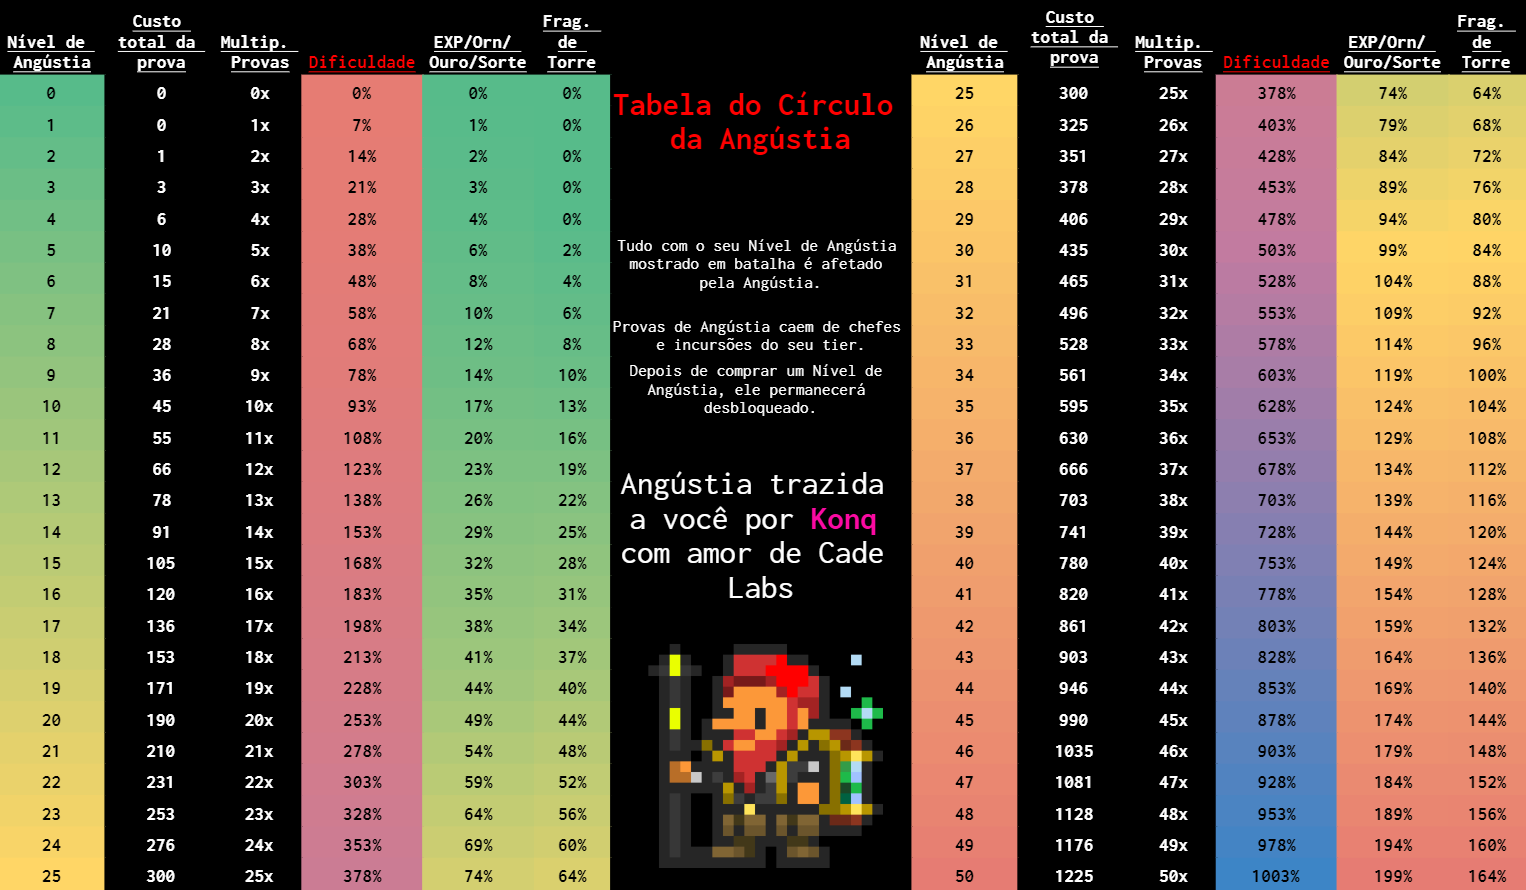 Nível de Angústia Custo total da prova Multip. Provas Dificuldade EXP/Orn/Ouro/Sorte Frag. de Torre
0 0 0x 0% 0% 0%
1 0 1x 7% 1% 0%
2 1 2x 14% 2% 0%
3 3 3x 21% 3% 0%
4 6 4x 28% 4% 0%
5 10 5x 38% 6% 2%
6 15 6x 48% 8% 4%
7 21 7x 58% 10% 6%
8 28 8x 68% 12% 8%
9 36 9x 78% 14% 10%
10 45 10x 93% 17% 13%
11 55 11x 108% 20% 16%
12 66 12x 123% 23% 19%
13 78 13x 138% 26% 22%
14 91 14x 153% 29% 25%
15 105 15x 168% 32% 28%
16 120 16x 183% 35% 31%
17 136 17x 198% 38% 34%
18 153 18x 213% 41% 37%
19 171 19x 228% 44% 40%
20 190 20x 253% 49% 44%
21 210 21x 278% 54% 48%
22 231 22x 303% 59% 52%
23 253 23x 328% 64% 56%
24 276 24x 353% 69% 60%
25 300 25x 378% 74% 64%
Tabela do Círculo
da Angústia
Tudo com o seu Nível de Angústia
mostrado em batalha é afetado
pela Angústia.
Provas de Angústia caem de chefes
e incursões do seu tier.
Depois de comprar um Nível de
Angústia, ele permanecerá
desbloqueado.
Angústia trazida
a você por Konq
com amor de Cade
Labs
Nível de Angústia Custo total da prova Multip. Provas Dificuldade EXP/Orn/Ouro/Sorte Frag. de Torre
25 300 25x 378% 74% 64%
26 325 26x 403% 79% 68%
27 351 27x 428% 84% 72%
28 378 28x 453% 89% 76%
29 406 29x 478% 94% 80%
30 435 30x 503% 99% 84%
31 465 31x 528% 104% 88%
32 496 32x 553% 109% 92%
33 528 33x 578% 114% 96%
34 561 34x 603% 119% 100%
35 595 35x 628% 124% 104%
36 630 36x 653% 129% 108%
37 666 37x 678% 134% 112%
38 703 38x 703% 139% 116%
39 741 39x 728% 144% 120%
40 780 40x 753% 149% 124%
41 820 41x 778% 154% 128%
42 861 42x 803% 159% 132%
43 903 43x 828% 164% 136%
44 946 44x 853% 169% 140%
45 990 45x 878% 174% 144%
46 1035 46x 903% 179% 148%
47 1081 47x 928% 184% 152%
48 1128 48x 953% 189% 156%
49 1176 49x 978% 194% 160%
50 1225 50x 1003% 199% 164%